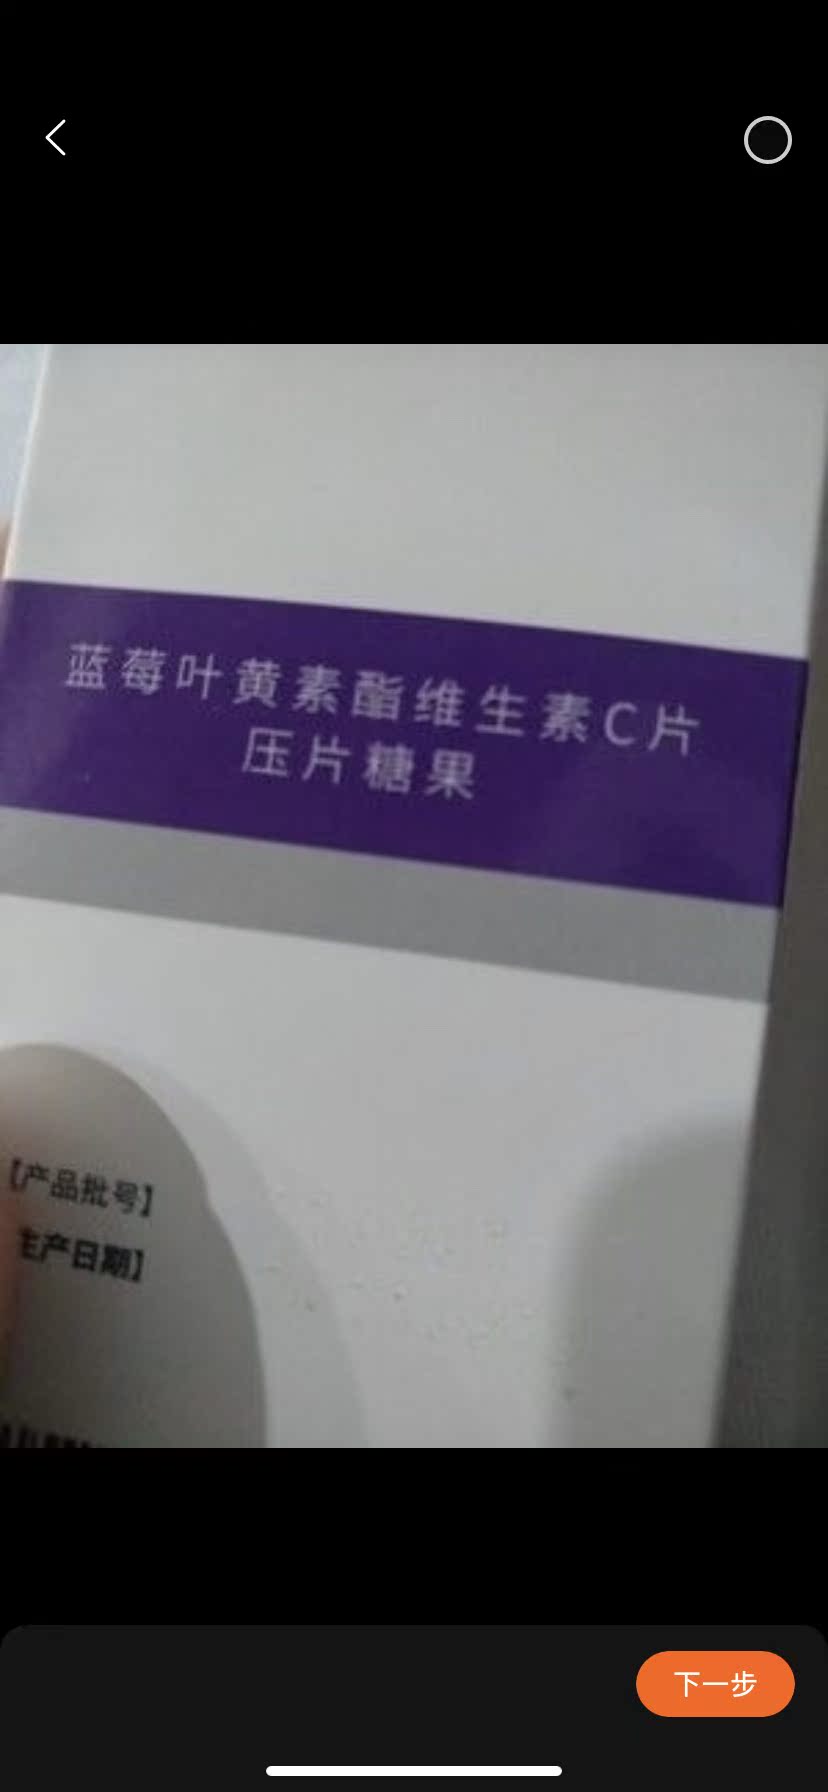 蓝莓叶黄素酯维生素C片
压片糖果
【产品批号】
生产日期】
下一步